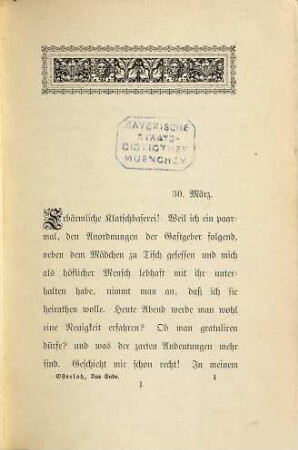 BAYERISCHE
STAATS-
BIBLIOTHEK
MUENCHEN
30. März.
Erbärmliche Klatschbaserei! Weil ich ein paar-
mal, den Anordnungen der Gastgeber folgend,
neben dem Mädchen zu Tisch gesessen und mich
als höflicher Mensch lebhaft mit ihr unter-
halten habe, nimmt man an, daß ich sie
heirathen wolle. Heute Abend werde man wohl
eine Neuigkeit erfahren? Ob man gratuliren
dürfe? und was der zarten Andeutungen mehr
sind. Geschieht mir schon recht! In meinem
Osterloh, Das Ende. 1
1